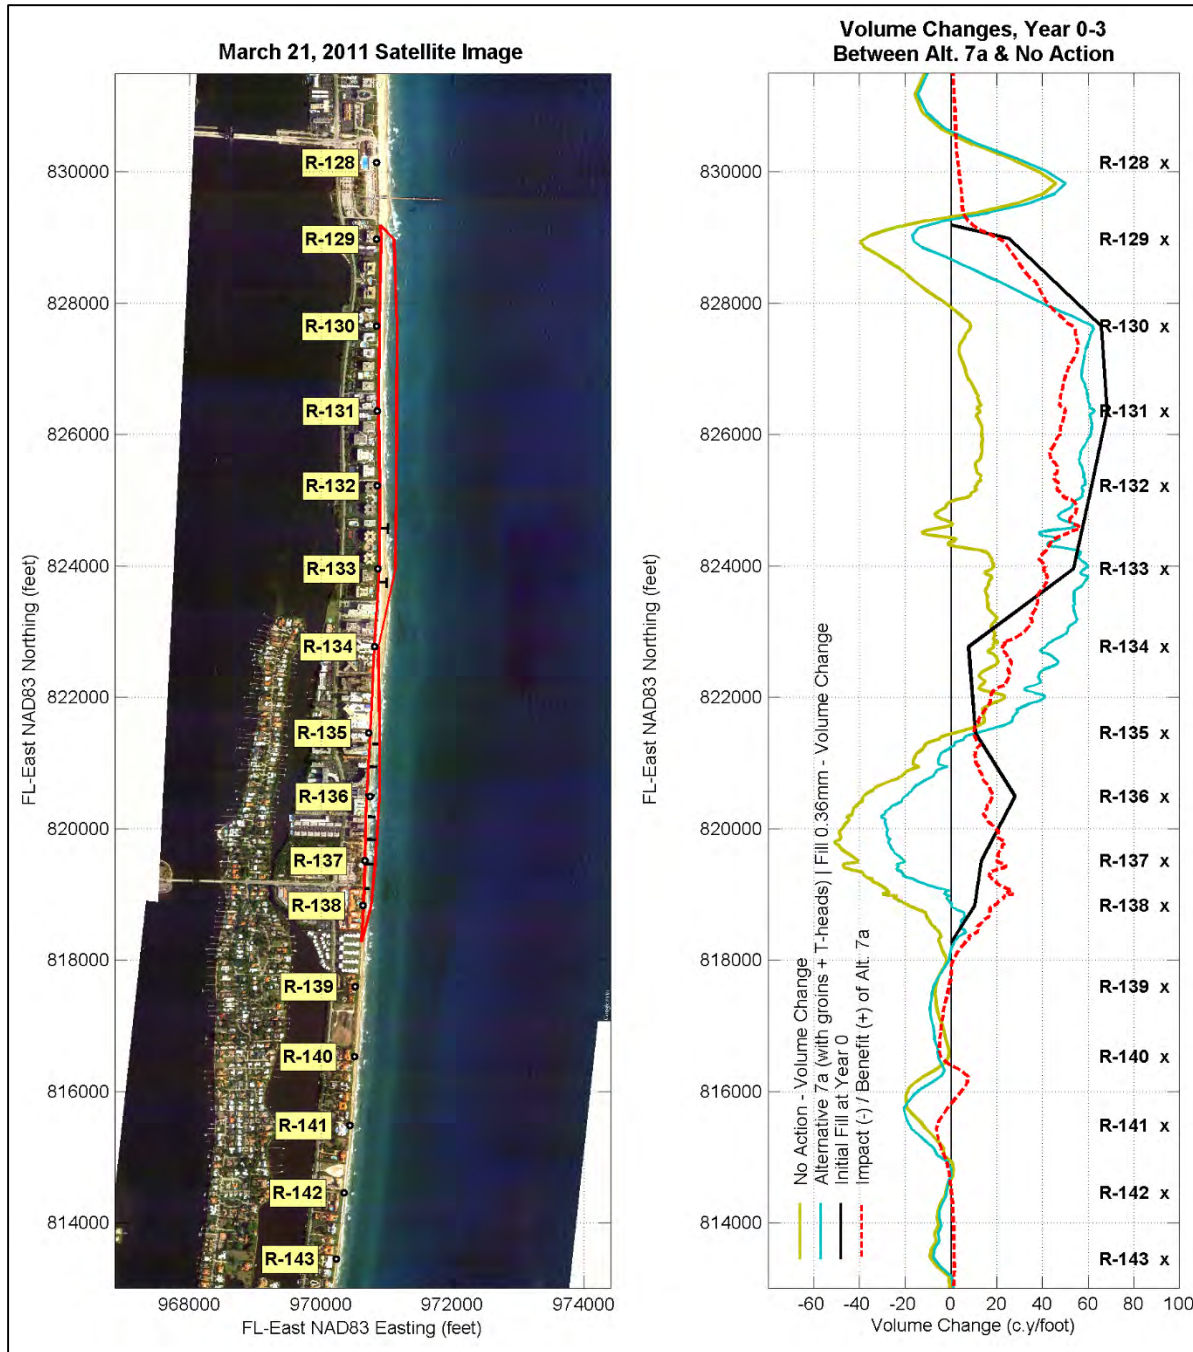 March 21, 2011 Satellite Image
830000
828000
826000
824000
822000
820000
818000
816000
814000
FL-East NAD83 Northing (feet)
R-128
R-129
R-130
R-131
R-132
R-133
R-134
R-135
R-136
R-137
R-138
R-139
R-140
R-141
R-142
R-143
968000 970000 972000 974000
FL-East NAD83 Easting (feet)
Volume Changes, Year 0-3
Between Alt. 7a & No Action
830000
828000
826000
824000
822000
820000
818000
816000
814000
FL-East NAD83 Northing (feet)
R-128 x
R-129 x
R-130 x
R-131 x
R-132 x
R-133 x
R-134 x
R-135 x
R-136 x
R-137 x
R-138 x
R-139 x
R-140 x
R-141 x
R-142 x
R-143 x
No Action - Volume Change
Alternative 7a (with groins + T-heads) | Fill 0.36mm - Volume Change
Initial Fill at Year 0
Impact (-) / Benefit (+) of Alt. 7a
-60 -40 -20 0 20 40 60 80 100
Volume Change (c.y/foot)